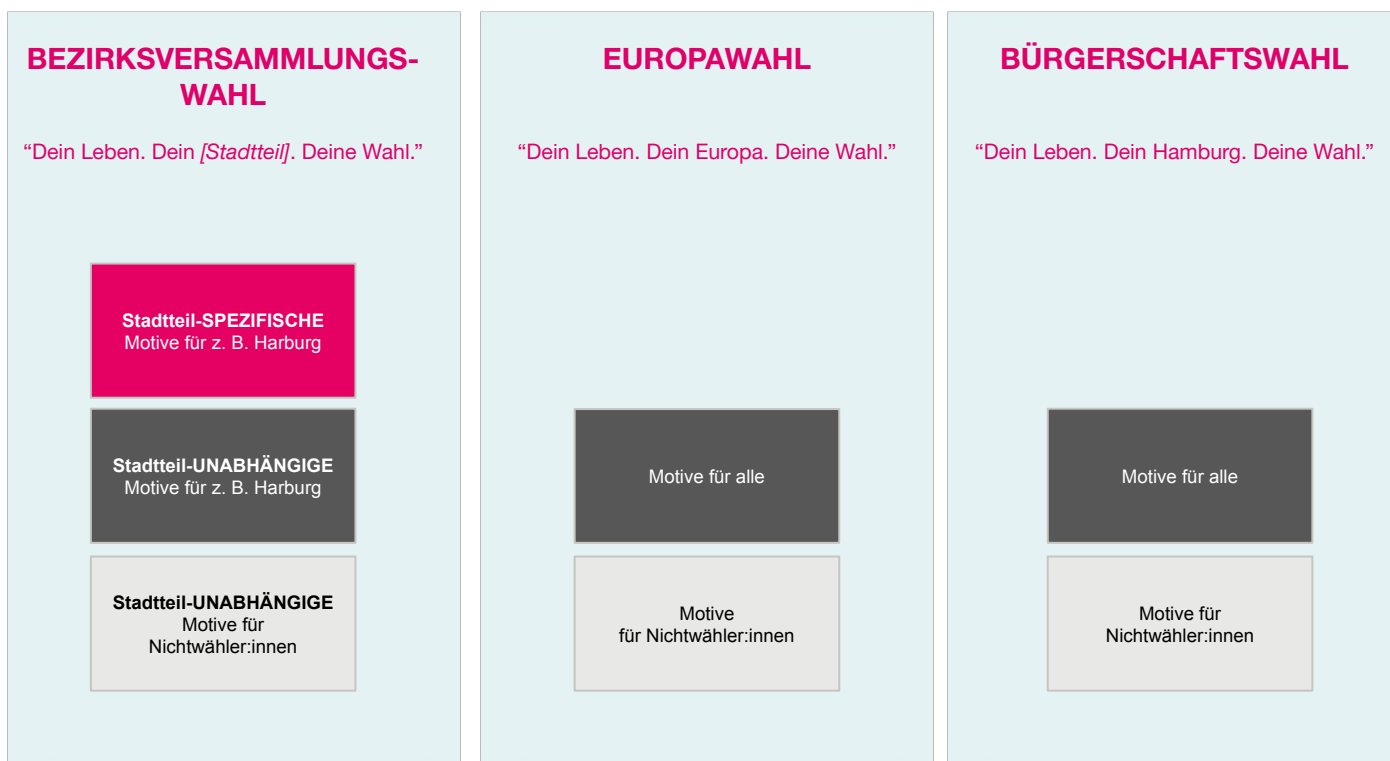 BEZIRKSVERSAMMLUNGS-
WAHL
“Dein Leben. Dein [Stadtteil]. Deine Wahl.”
Stadtteil-SPEZIFISCHE
Motive für z. B. Harburg
Stadtteil-UNABHÄNGIGE
Motive für z. B. Harburg
Stadtteil-UNABHÄNGIGE
Motive für
Nichtwähler:innen
EUROPAWAHL
“Dein Leben. Dein Europa. Deine Wahl.”
Motive für alle
Motive
für Nichtwähler:innen
BÜRGERSCHAFTSWAHL
“Dein Leben. Dein Hamburg. Deine Wahl.”
Motive für alle
Motive für
Nichtwähler:innen